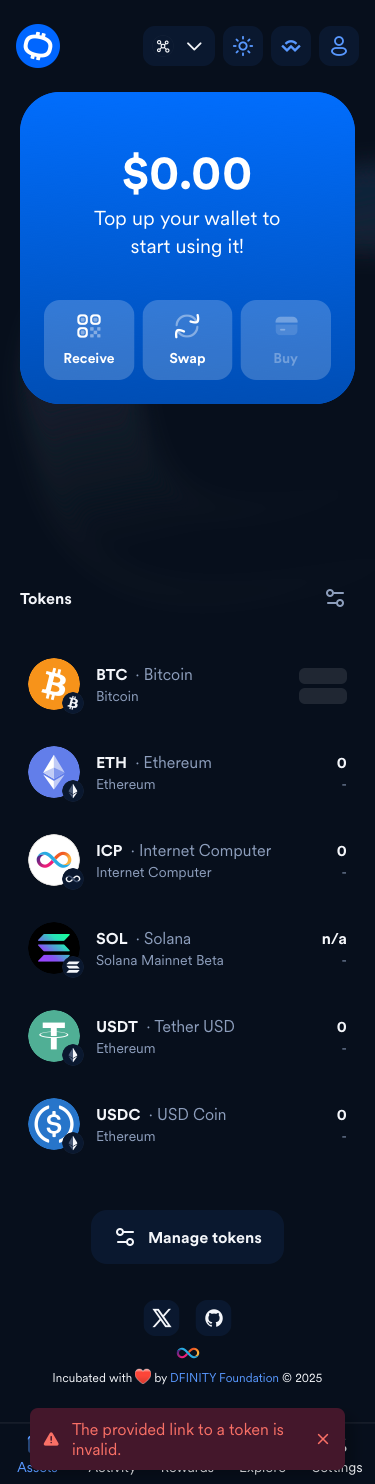 $0.00
Top up your wallet to
start using it!
Receive
Swap
Buy
Tokens
BTC · Bitcoin
Bitcoin
ETH · Ethereum
0
Ethereum
-
ICP · Internet Computer
0
Internet Computer
-
SOL · Solana
n/a
Solana Mainnet Beta
-
USDT · Tether USD
0
Ethereum
-
USDC · USD Coin
0
Ethereum
-
Manage tokens
Incubated with ❤️ by DFINITY Foundation © 2025
The provided link to a token is
invalid.
Assets
Activity
Rewards
Explore
Settings